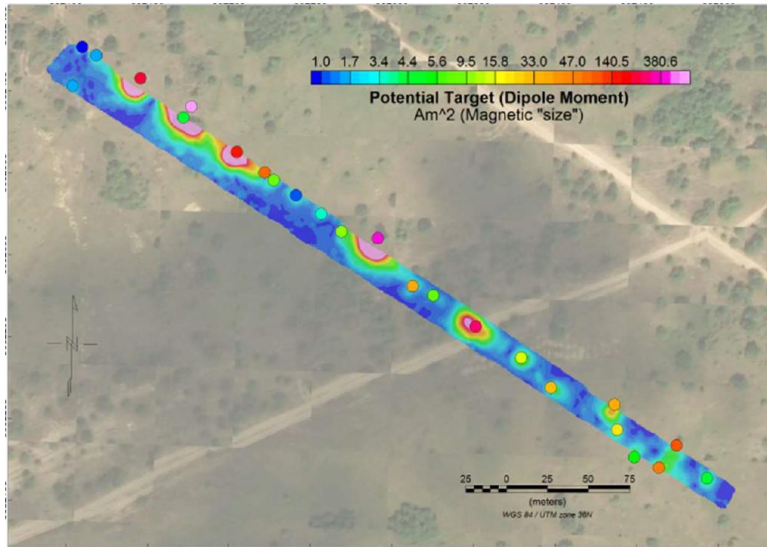 1.0 1.7 3.4 5.6 9.5 15.8 33.0 47.0 140.5 380.6
Potential Target (Dipole Moment)
Am^2 (Magnetic "size")
25 0 25 50 75
(meters)
WGS 84 / UTM zone 36N